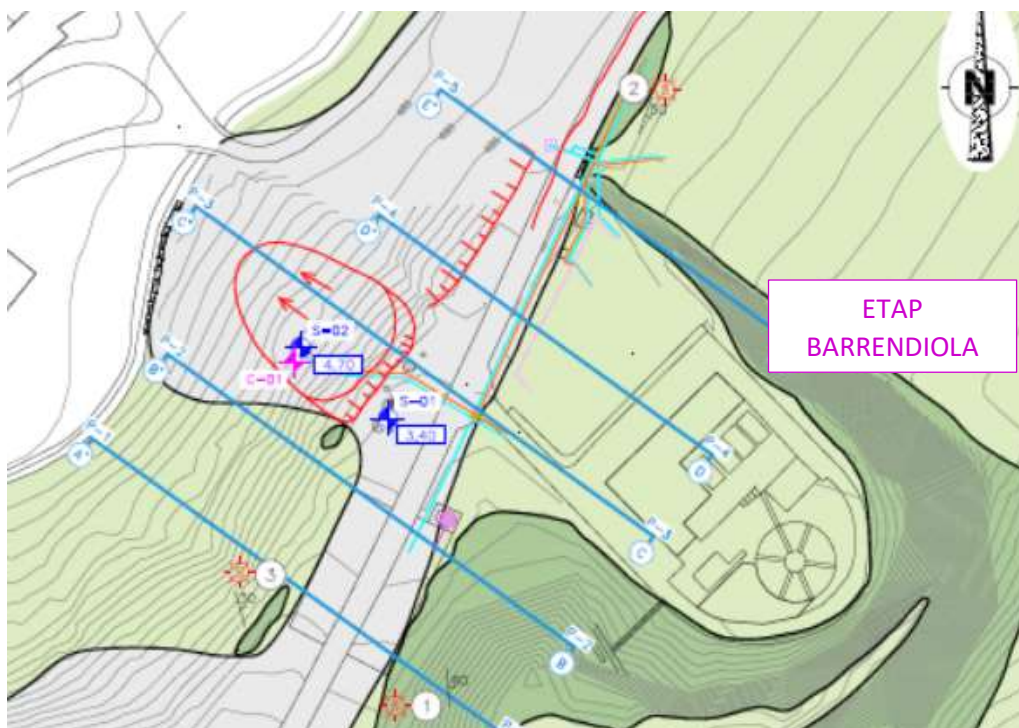 N
P-5
E'
2
P-3
C'
P-4
D'
ETAP
BARRENDIOLA
S-02
4,70
C-01
P-2
B'
S-01
3,40
P-1
A'
P-4
D
P-3
C
3
P-2
B
1